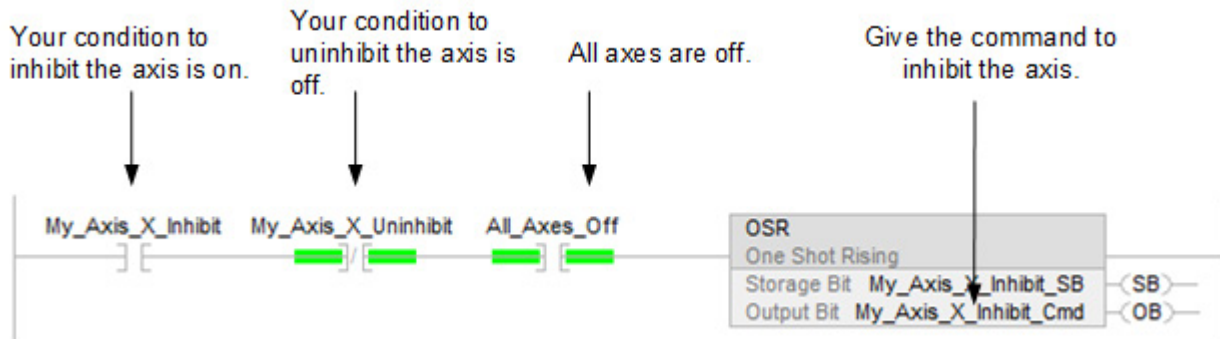 Your condition to
inhibit the axis is on.
Your condition to
uninhibit the axis is
off.
All axes are off.
Give the command to
inhibit the axis.
My_Axis_X_Inhibit
My_Axis_X_Uninhibit
All_Axes_Off
OSR
One Shot Rising
Storage Bit My_Axis_X_Inhibit_SB (SB)
Output Bit My_Axis_X_Inhibit_Cmd (OB)